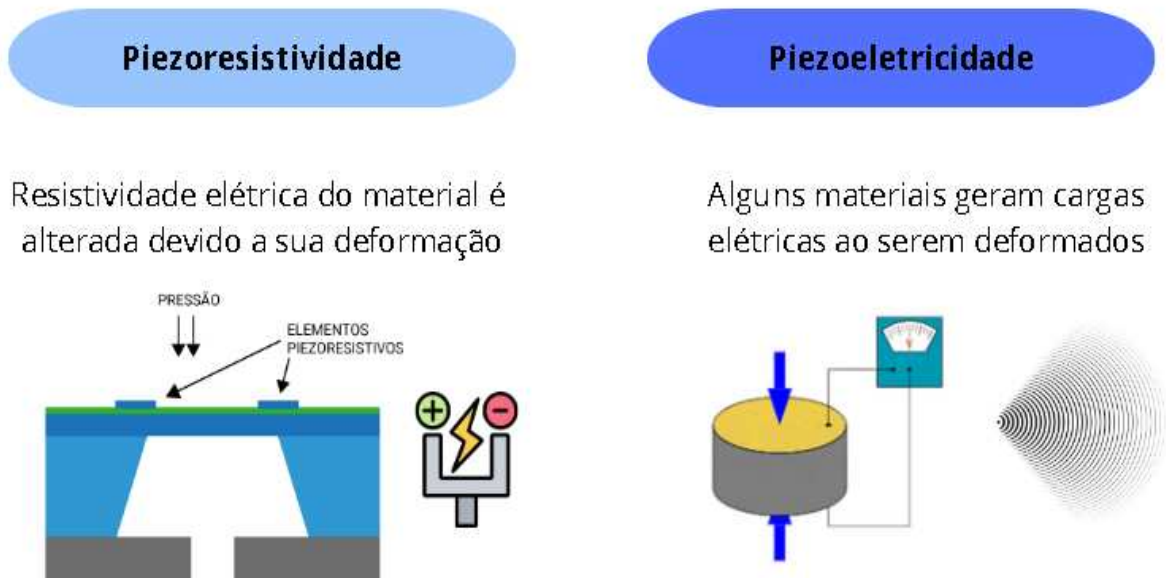 Piezoresistividade
Resistividade elétrica do material é
alterada devido a sua deformação
PRESSÃO
ELEMENTOS
PIEZORESISTIVOS
Piezoeletricidade
Alguns materiais geram cargas
elétricas ao serem deformados